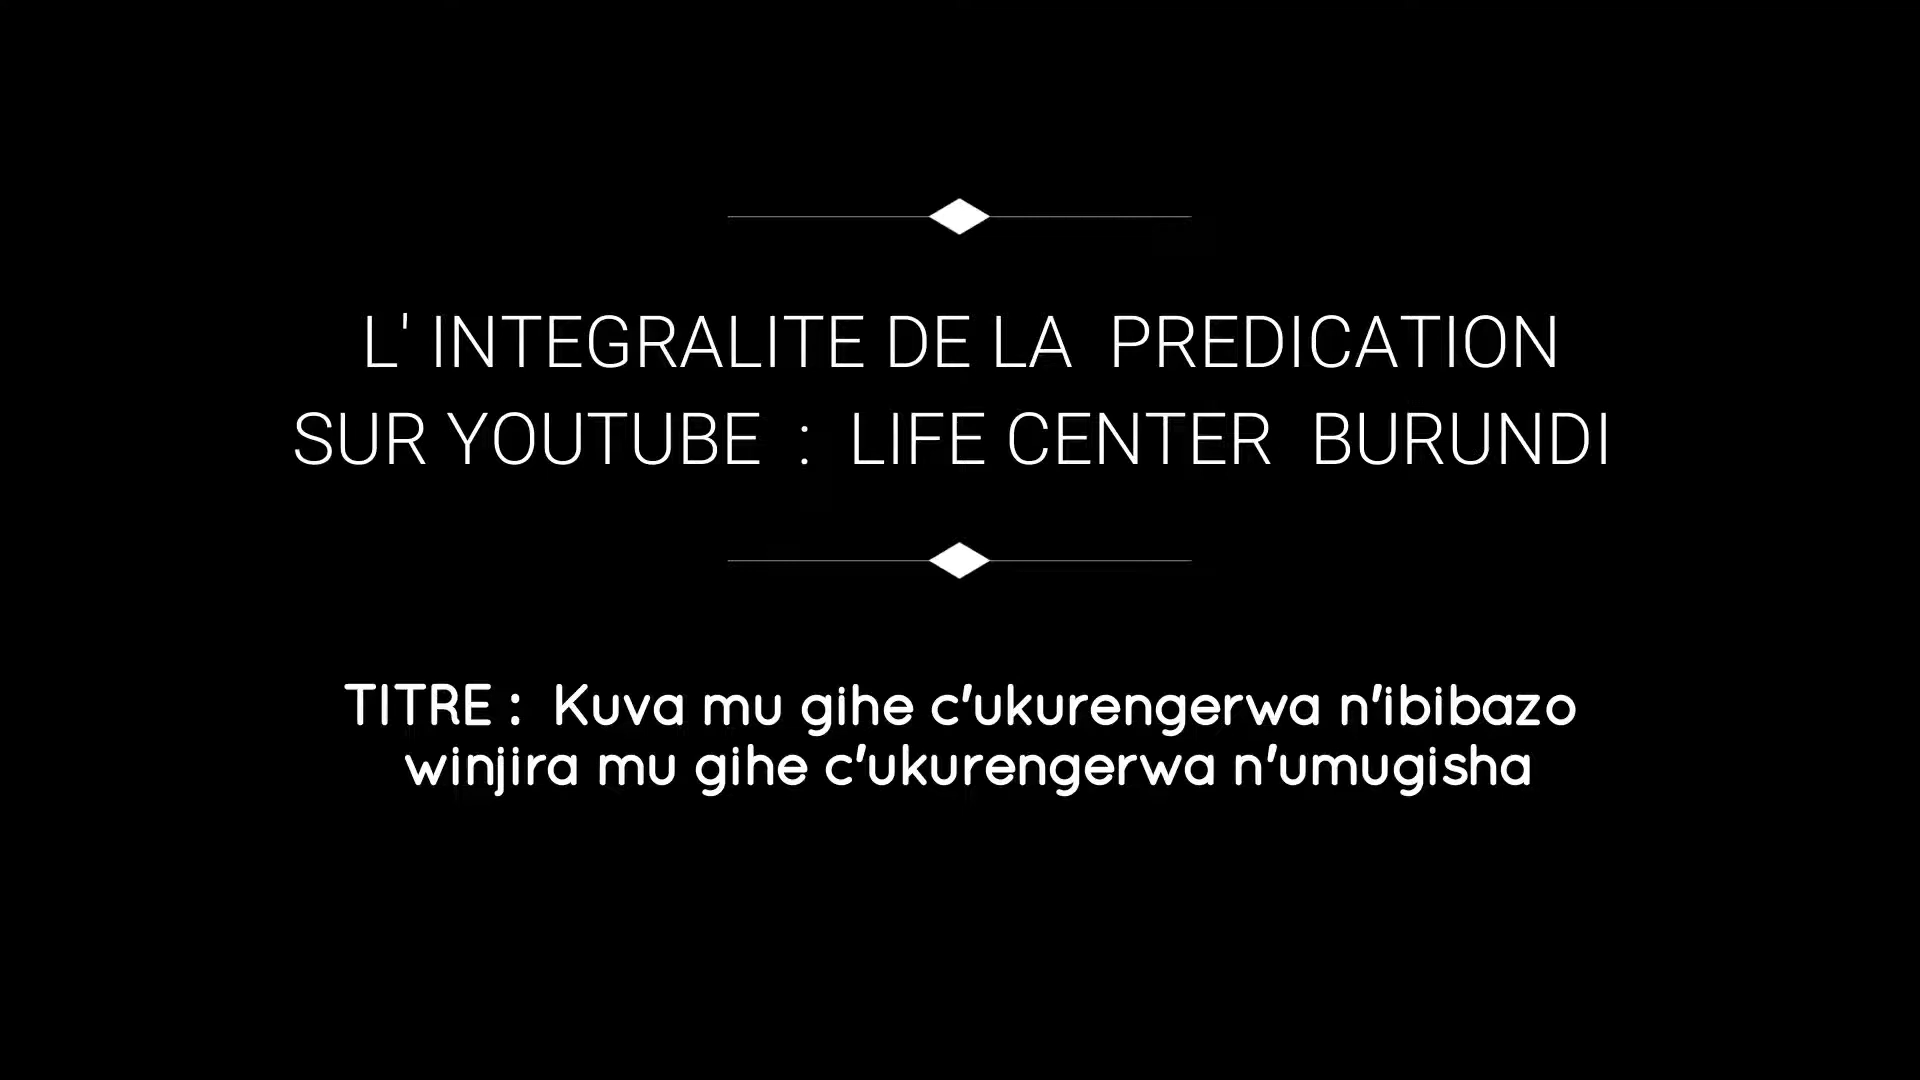 L' INTEGRALITE DE LA PREDICATION
SUR YOUTUBE : LIFE CENTER BURUNDI
TITRE : Kuva mu gihe c'ukurengerwa n'ibibazo
winjira mu gihe c'ukurengerwa n'umugisha